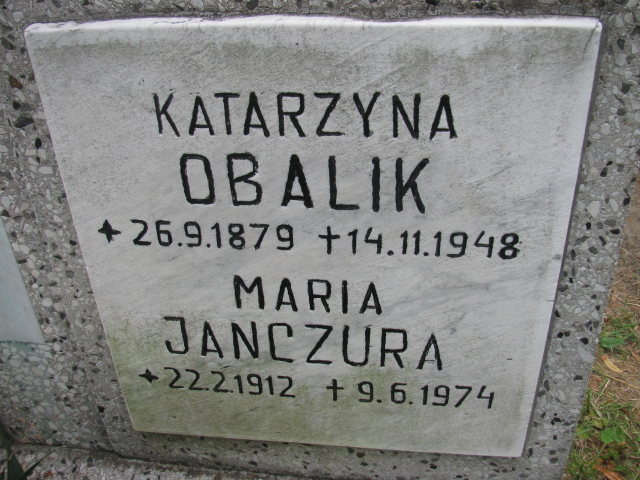 KATARZYNA
OBALIK
✦ 26.9.1879 ✝ 14.11.1948
MARIA
JANCZURA
✦ 22.2.1912 ✝ 9.6.1974